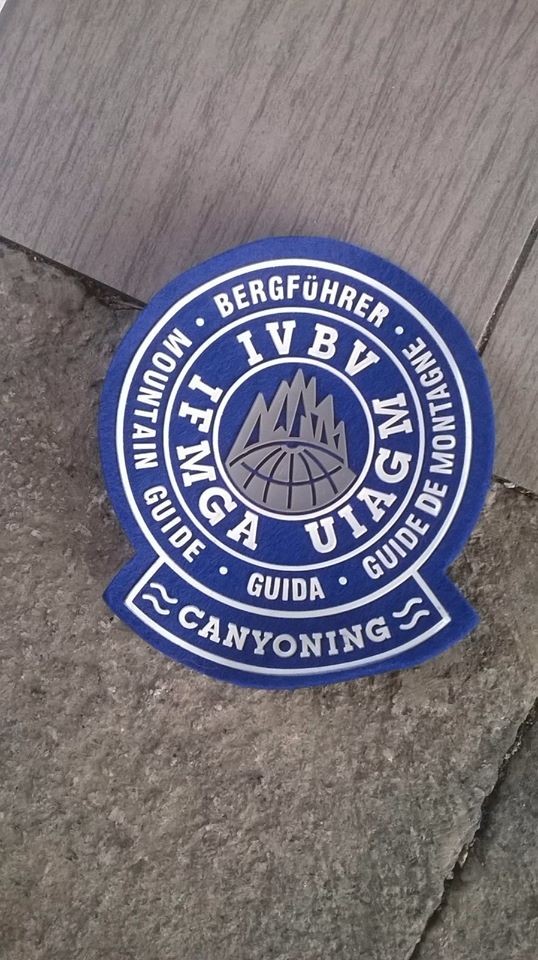 MOUNTAIN GUIDE · BERGFÜHRER · GUIDE DE MONTAGNE · GUIDA ·
IVBV
UIAGM
IFMGA
CANYONING